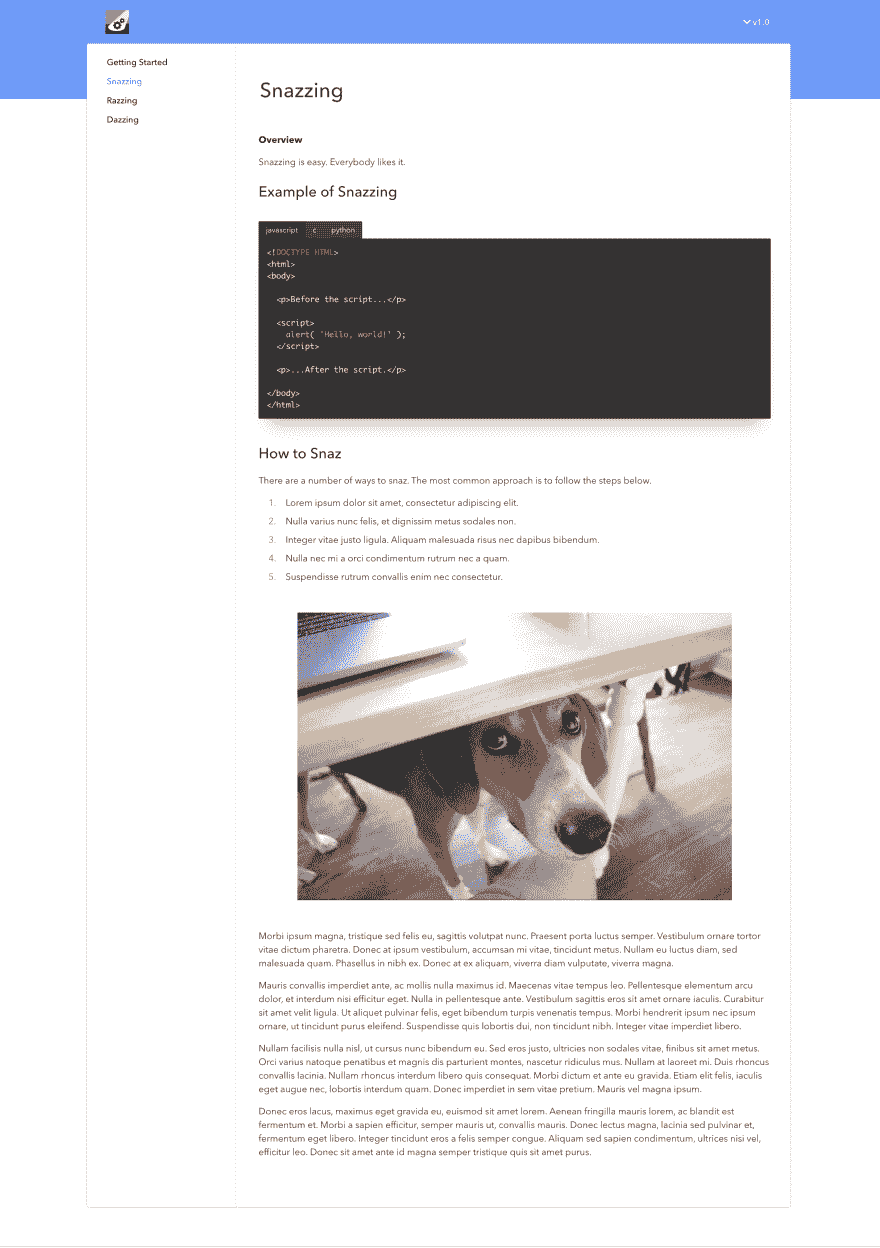 v1.0
Getting Started
Snazzing
Razzing
Dazzing
Snazzing
Overview
Snazzing is easy. Everybody likes it.
Example of Snazzing
javascript c python
<!DOCTYPE HTML>
<html>
<body>
<p>Before the script...</p>
<script>
alert( 'Hello, world!' );
</script>
<p>...After the script.</p>
</body>
</html>
How to Snaz
There are a number of ways to snaz. The most common approach is to follow the steps below.
1. Lorem ipsum dolor sit amet, consectetur adipiscing elit.
2. Nulla varius nunc felis, et dignissim metus sodales non.
3. Integer vitae justo ligula. Aliquam malesuada risus nec dapibus bibendum.
4. Nulla nec mi a orci condimentum rutrum nec a quam.
5. Suspendisse rutrum convallis enim nec consectetur.
Morbi ipsum magna, tristique sed felis eu, sagittis volutpat nunc. Praesent porta luctus semper. Vestibulum ornare tortor
vitae dictum pharetra. Donec at ipsum vestibulum, accumsan mi vitae, tincidunt metus. Nullam eu luctus diam, sed
malesuada quam. Phasellus in nibh ex. Donec at ex aliquam, viverra diam vulputate, viverra magna.
Mauris convallis imperdiet ante, ac mollis nulla maximus id. Maecenas vitae tempus leo. Pellentesque elementum arcu
dolor, et interdum nisi efficitur eget. Nulla in pellentesque ante. Vestibulum sagittis eros sit amet ornare iaculis. Curabitur
sit amet velit ligula. Ut aliquet pulvinar felis, eget bibendum turpis venenatis tempus. Morbi hendrerit ipsum nec ipsum
ornare, ut tincidunt purus eleifend. Suspendisse quis lobortis dui, non tincidunt nibh. Integer vitae imperdiet libero.
Nullam facilisis nulla nisl, ut cursus nunc bibendum eu. Sed eros justo, ultricies non sodales vitae, finibus sit amet metus.
Orci varius natoque penatibus et magnis dis parturient montes, nascetur ridiculus mus. Nullam at laoreet mi. Duis rhoncus
convallis lacinia. Nullam rhoncus interdum libero quis consequat. Morbi dictum et ante eu gravida. Etiam elit felis, iaculis
eget augue nec, lobortis interdum quam. Donec imperdiet in sem vitae pretium. Mauris vel magna ipsum.
Donec eros lacus, maximus eget gravida eu, euismod sit amet lorem. Aenean fringilla mauris lorem, ac blandit est
fermentum et. Morbi a sapien efficitur, semper mauris ut, convallis mauris. Donec lectus magna, lacinia sed pulvinar et,
fermentum eget libero. Integer tincidunt eros a felis semper congue. Aliquam sed sapien condimentum, ultrices nisi vel,
efficitur leo. Donec sit amet ante id magna semper tristique quis sit amet purus.